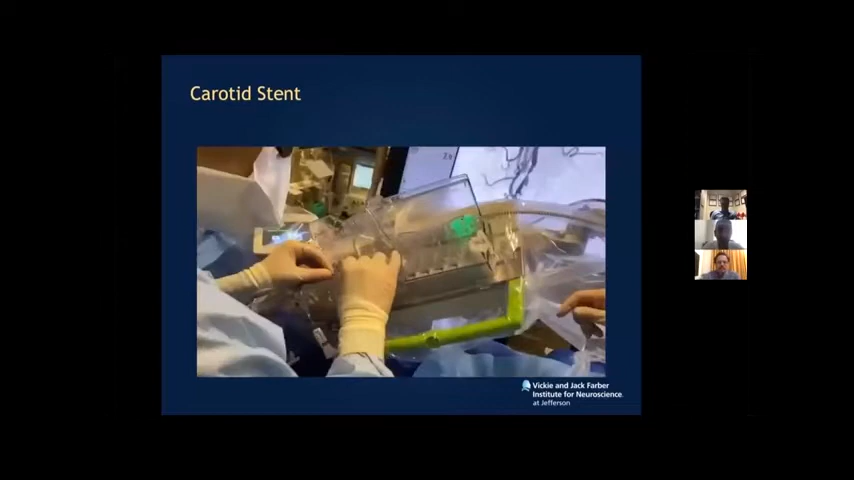 Carotid Stent
Vickie and Jack Farber
Institute for Neuroscience
at Jefferson